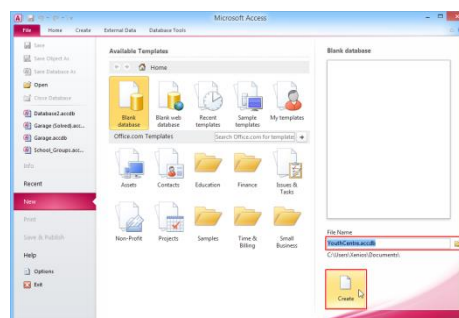 Microsoft Access
File Home Create External Data Database Tools
Save
Save Object As
Save Database As
Open
Close Database
Database2.accdb
Garage (Solved).acc...
Garage.accdb
School_Groups.acc...
Info
Recent
New
Print
Save & Publish
Help
Options
Exit
Available Templates
Home
Blank database
Blank web database
Recent templates
Sample templates
My templates
Office.com Templates
Search Office.com for templates
Assets
Contacts
Education
Finance
Issues & Tasks
Non-Profit
Projects
Samples
Time & Billing
Small Business
Blank database
File Name
YouthCentre.accdb
C:\Users\Xenios\Documents\
Create